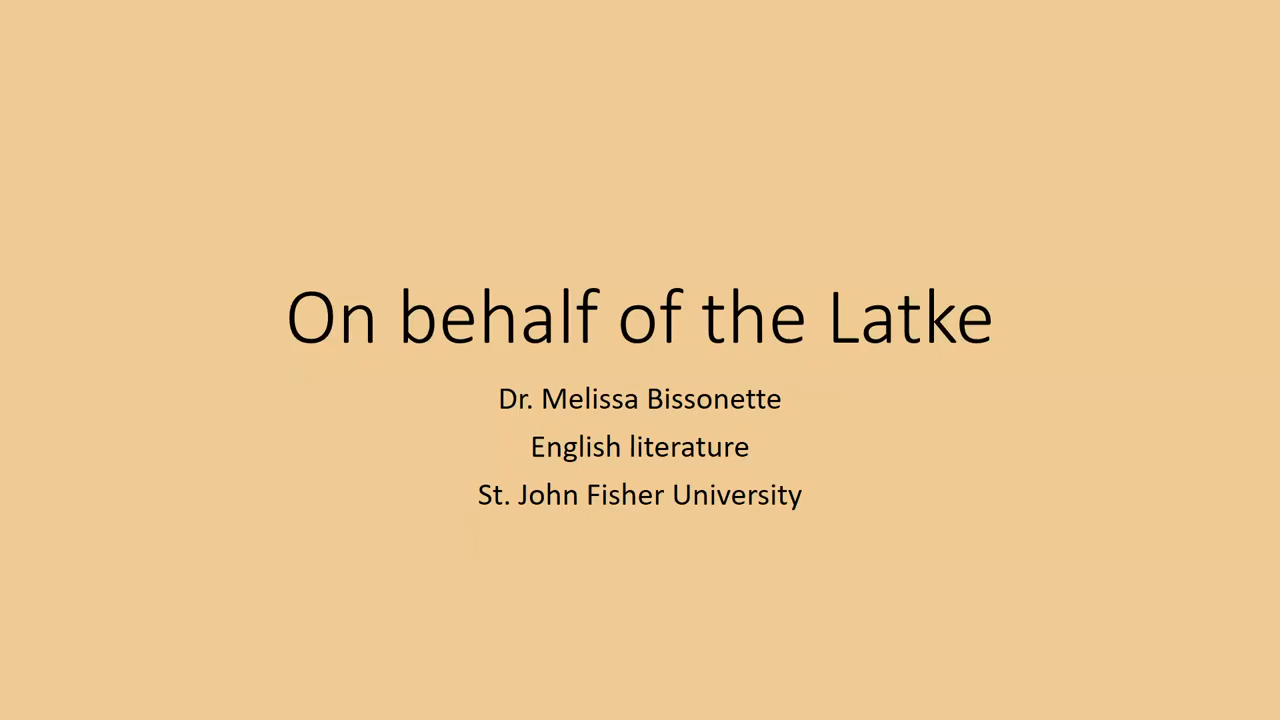 On behalf of the Latke
Dr. Melissa Bissonette
English literature
St. John Fisher University